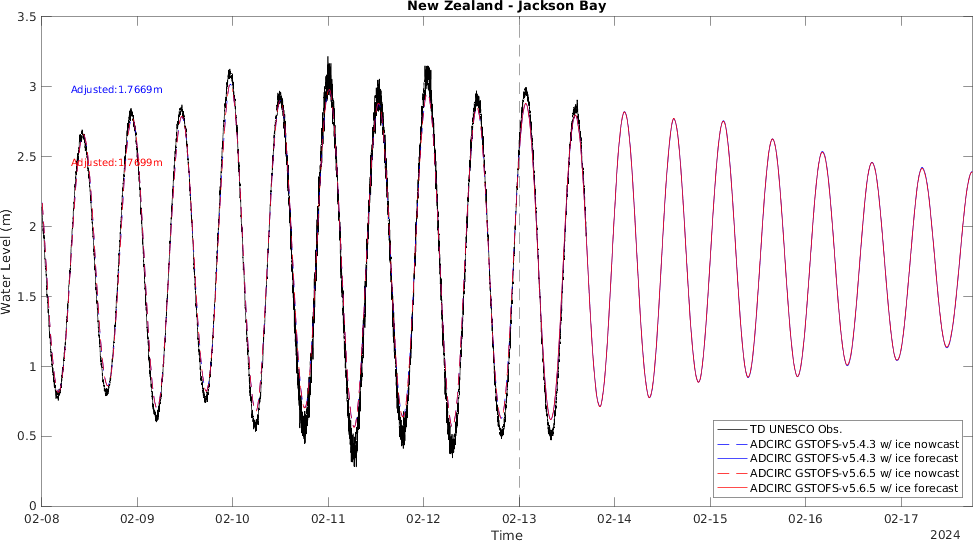 New Zealand - Jackson Bay
3.5
3
2.5
2
1.5
1
0.5
0
Water Level (m)
Adjusted:1.7669m
Adjusted:1.7699m
TD UNESCO Obs.
ADCIRC GSTOFS-v5.4.3 w/ ice nowcast
ADCIRC GSTOFS-v5.4.3 w/ ice forecast
ADCIRC GSTOFS-v5.6.5 w/ ice nowcast
ADCIRC GSTOFS-v5.6.5 w/ ice forecast
02-08 02-09 02-10 02-11 02-12 02-13 02-14 02-15 02-16 02-17
Time
2024